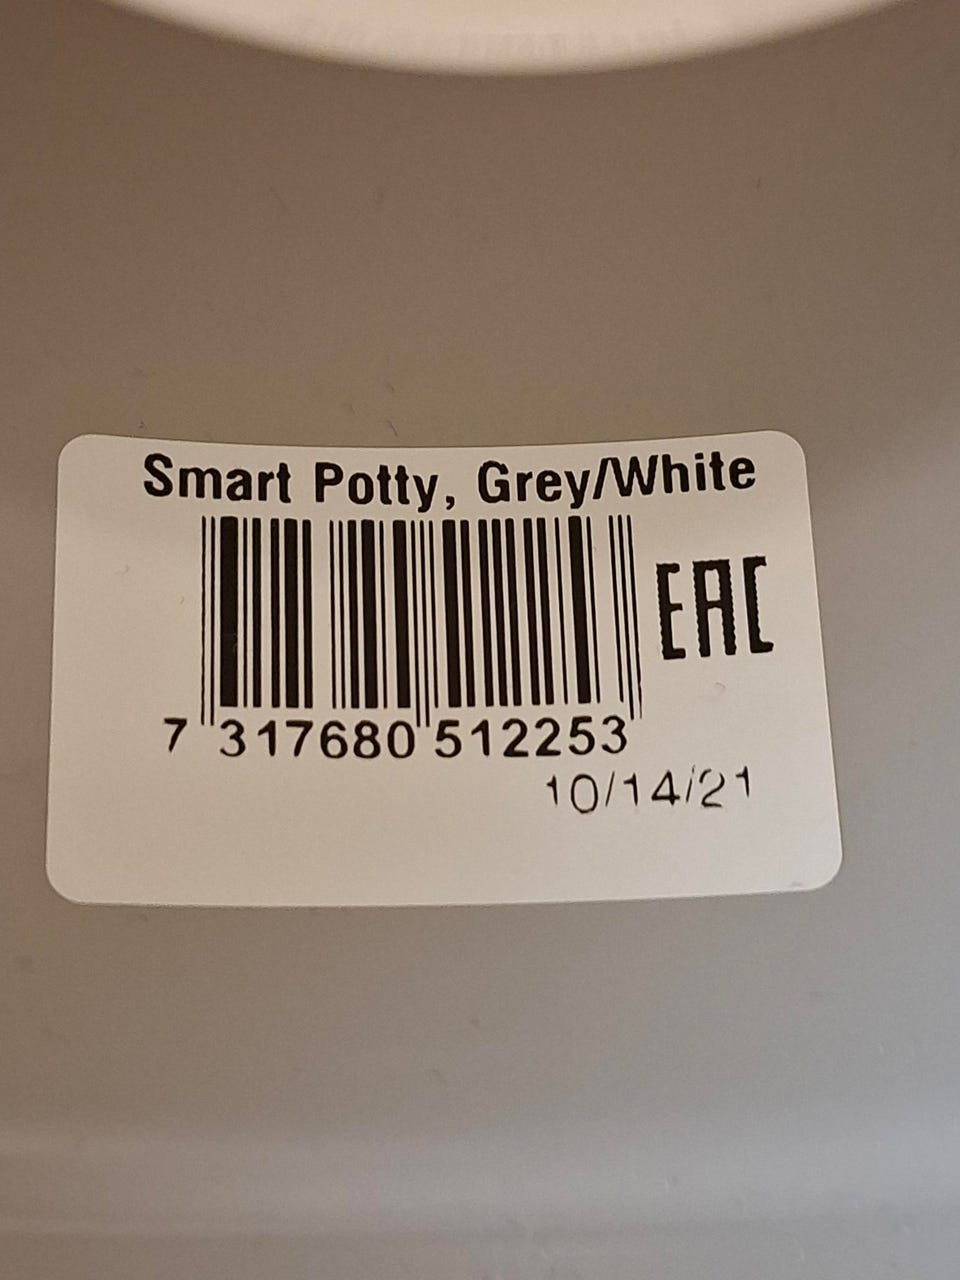 Smart Potty, Grey/White
EAC
7 317680 512253
10/14/21